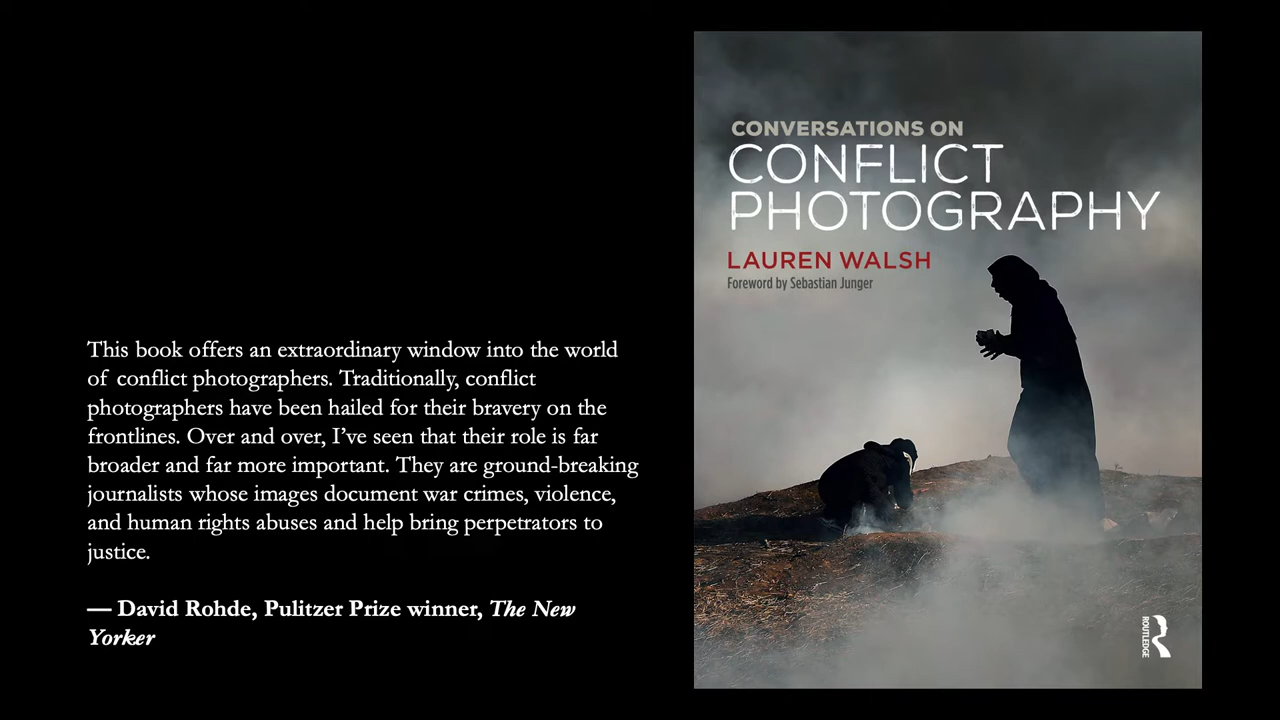 This book offers an extraordinary window into the world
of conflict photographers. Traditionally, conflict
photographers have been hailed for their bravery on the
frontlines. Over and over, I’ve seen that their role is far
broader and far more important. They are ground-breaking
journalists whose images document war crimes, violence,
and human rights abuses and help bring perpetrators to
justice.
— David Rohde, Pulitzer Prize winner, The New
Yorker
CONVERSATIONS ON
CONFLICT
PHOTOGRAPHY
LAUREN WALSH
Foreword by Sebastian Junger
ROUTLEDGE